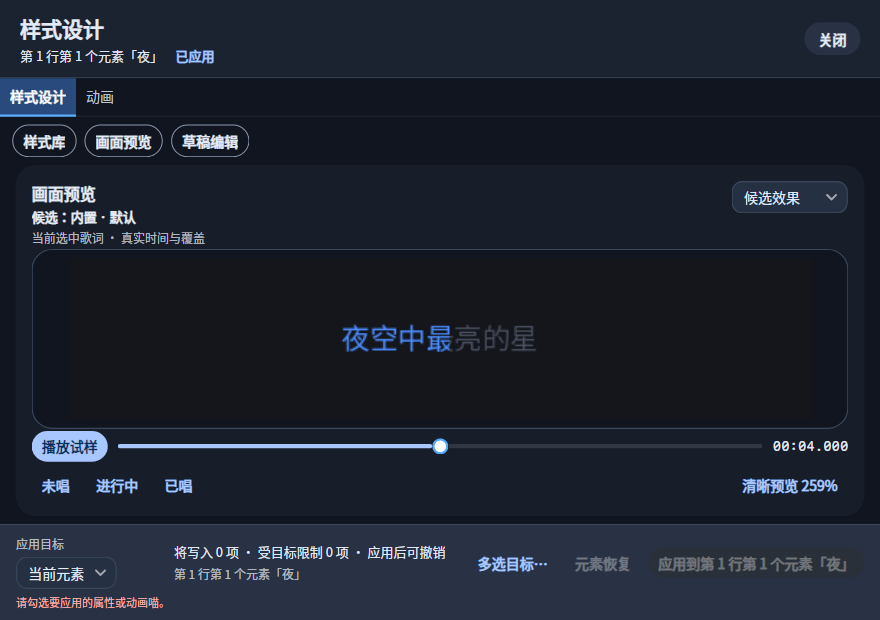 样式设计
第 1 行第 1 个元素「夜」 已应用
关闭
样式设计 动画
样式库 画面预览 草稿编辑
画面预览
候选：内置 · 默认
候选效果
当前选中歌词 · 真实时间与覆盖
夜空中最亮的星
播放试样 00:04.000
未唱 进行中 已唱 清晰预览 259%
应用目标
当前元素
将写入 0 项 · 受目标限制 0 项 · 应用后可撤销
第 1 行第 1 个元素「夜」
多选目标… 元素恢复 应用到第 1 行第 1 个元素「夜」
请勾选要应用的属性或动画喵。